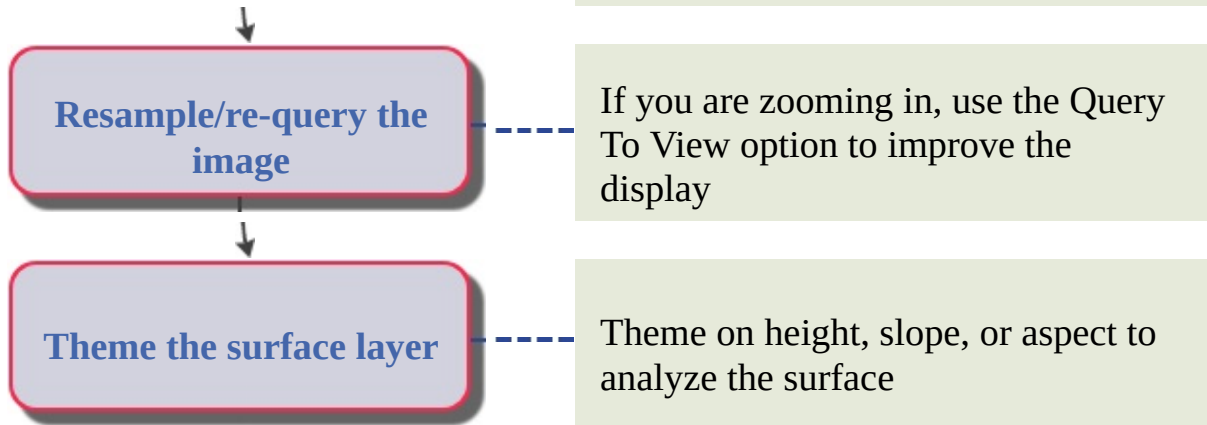 Resample/re-query the
image
If you are zooming in, use the Query
To View option to improve the
display
Theme the surface layer
Theme on height, slope, or aspect to
analyze the surface